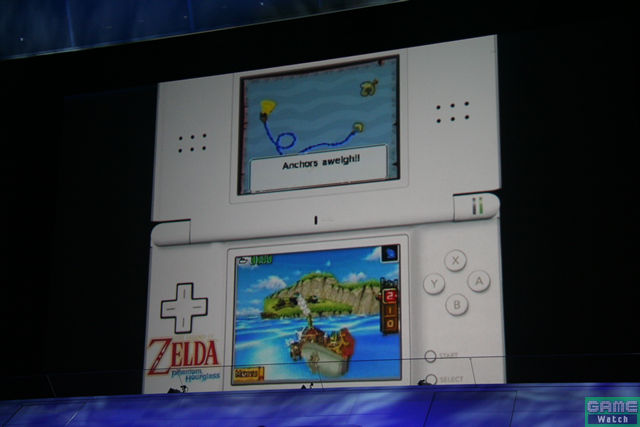 Anchors aweigh!!
X
Y
A
B
START
SELECT
ZELDA
phantom
Hourglass
GAME
Watch